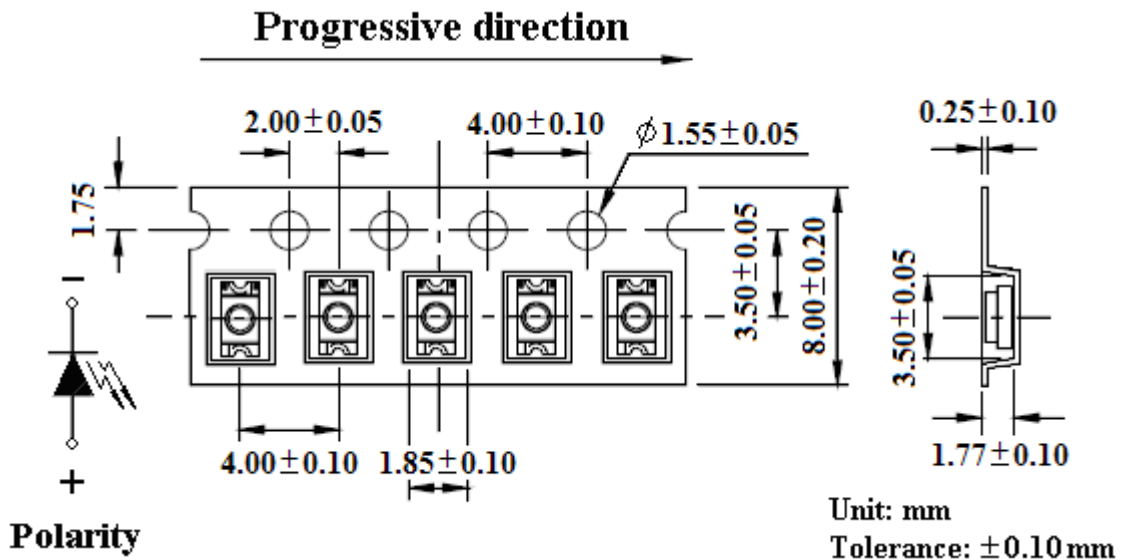 Progressive direction
2.00±0.05
4.00±0.10
ϕ1.55±0.05
0.25±0.10
1.75
3.50±0.05
8.00±0.20
3.50±0.05
−
+
Polarity
4.00±0.10
1.85±0.10
1.77±0.10
Unit: mm
Tolerance: ±0.10mm